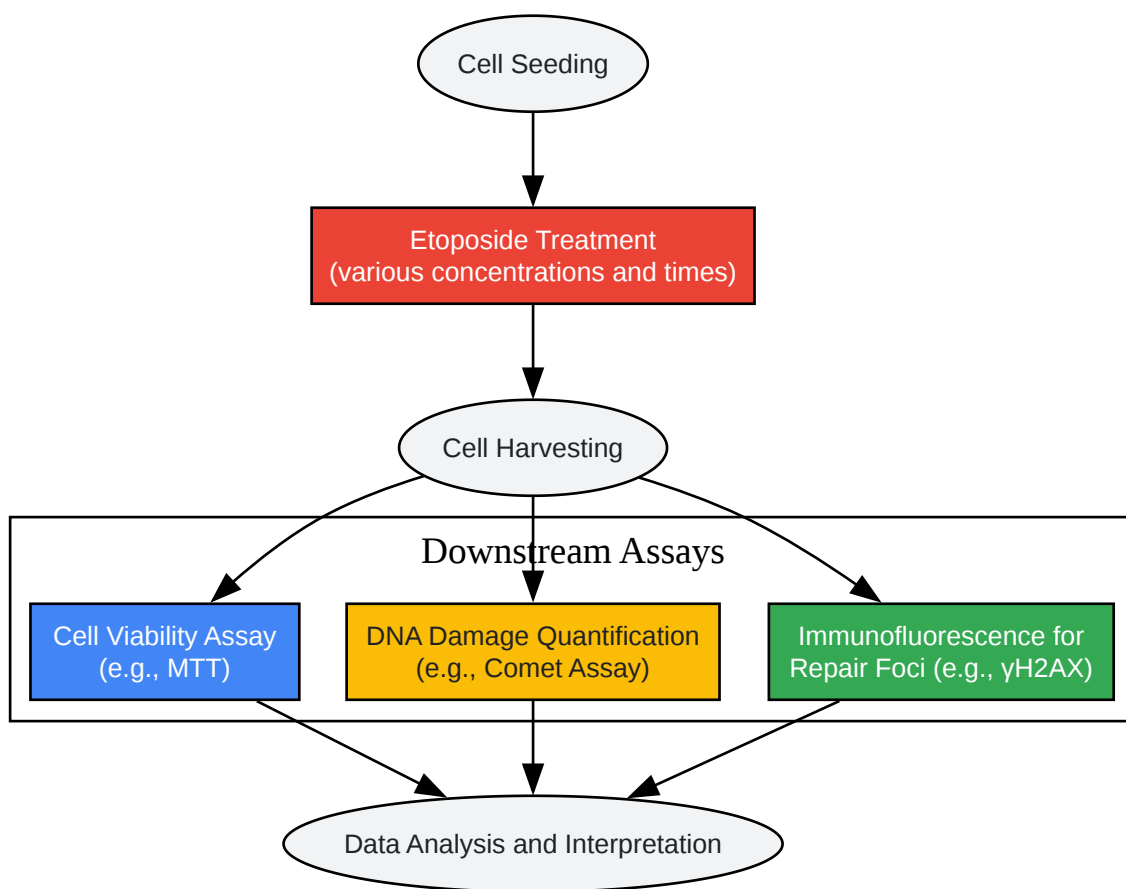 Cell Seeding
Etoposide Treatment
(various concentrations and times)
Cell Harvesting
Downstream Assays
Cell Viability Assay
(e.g., MTT)
DNA Damage Quantification
(e.g., Comet Assay)
Immunofluorescence for
Repair Foci (e.g., γH2AX)
Data Analysis and Interpretation